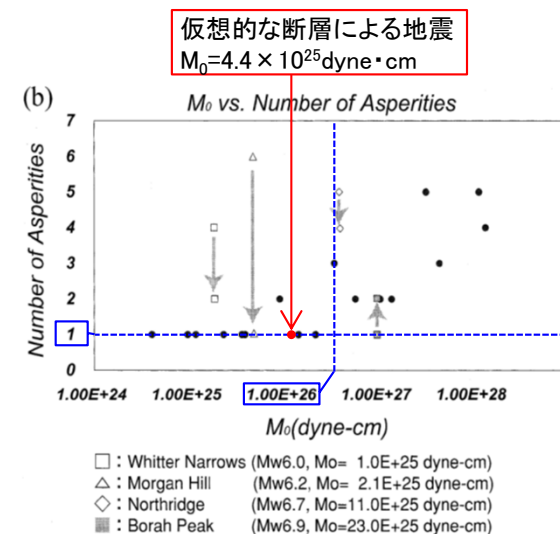 仮想的な断層による地震
M₀=4.4×10²⁵dyne・cm
(b)
M₀ vs. Number of Asperities
Number of Asperities
7
6
5
4
3
2
1
0
1.00E+24
1.00E+25
1.00E+26
1.00E+27
1.00E+28
M₀(dyne-cm)
□ : Whitter Narrows (Mw6.0, Mo= 1.0E+25 dyne-cm)
△ : Morgan Hill (Mw6.2, Mo= 2.1E+25 dyne-cm)
◇ : Northridge (Mw6.7, Mo=11.0E+25 dyne-cm)
■ : Borah Peak (Mw6.9, Mo=23.0E+25 dyne-cm)